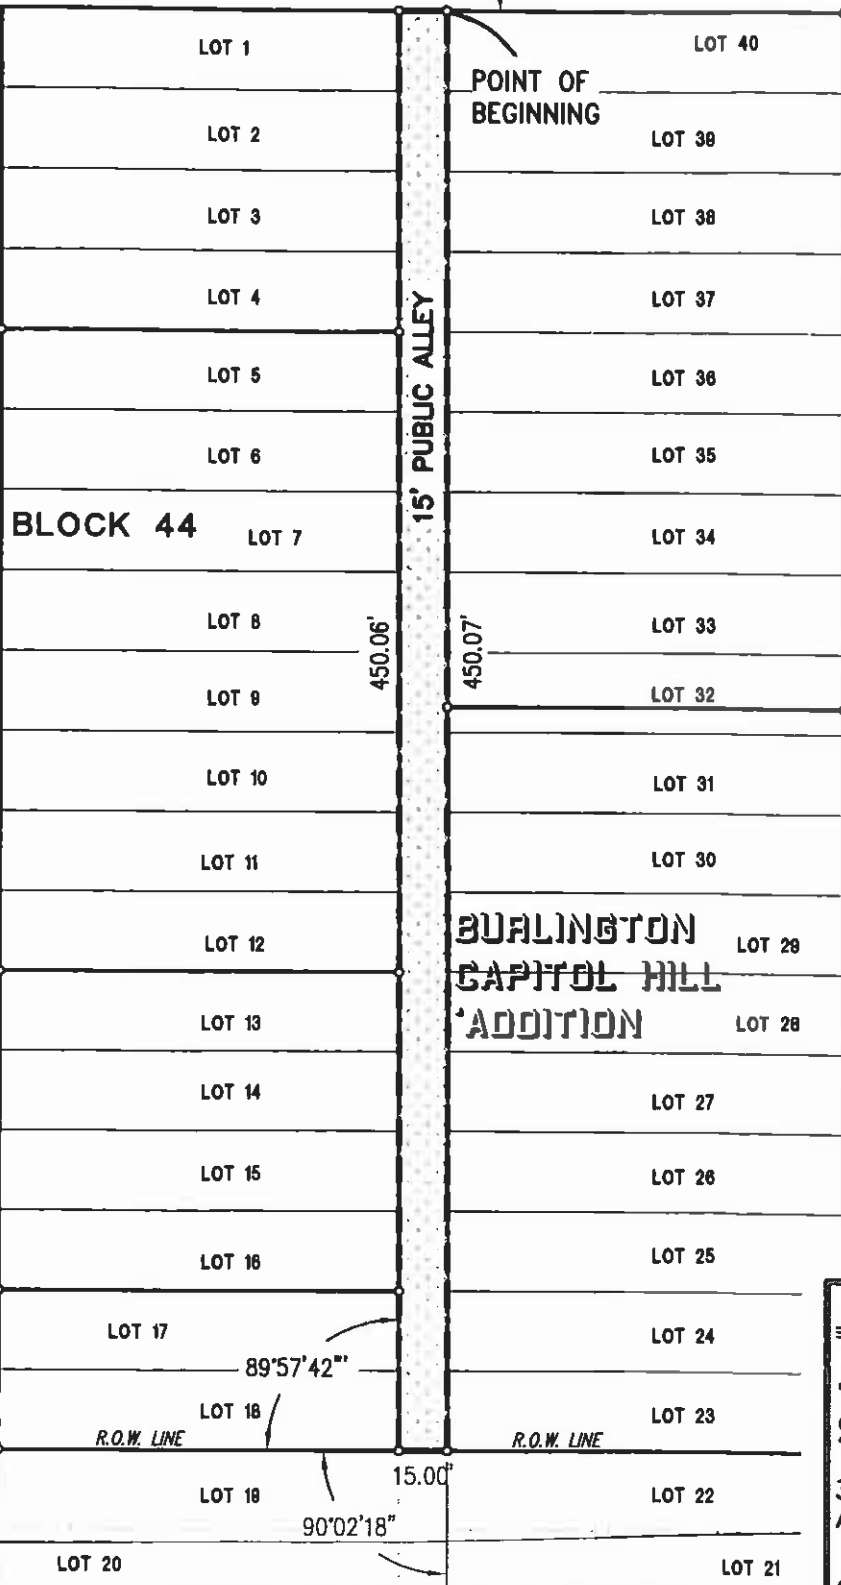 LOT 1
LOT 40
POINT OF
BEGINNING
LOT 2
LOT 39
LOT 3
LOT 38
LOT 4
LOT 37
15' PUBLIC ALLEY
LOT 5
LOT 36
LOT 6
LOT 35
BLOCK 44
LOT 7
LOT 34
LOT 8
LOT 33
450.06'
450.07'
LOT 9
LOT 32
LOT 10
LOT 31
LOT 11
LOT 30
BURLINGTON
CAPITOL HILL
ADDITION
LOT 12
LOT 29
LOT 13
LOT 28
LOT 14
LOT 27
LOT 15
LOT 26
LOT 16
LOT 25
LOT 17
LOT 24
89°57'42"
LOT 18
LOT 23
R.O.W. LINE
R.O.W. LINE
15.00'
LOT 19
LOT 22
90°02'18"
LOT 20
LOT 21